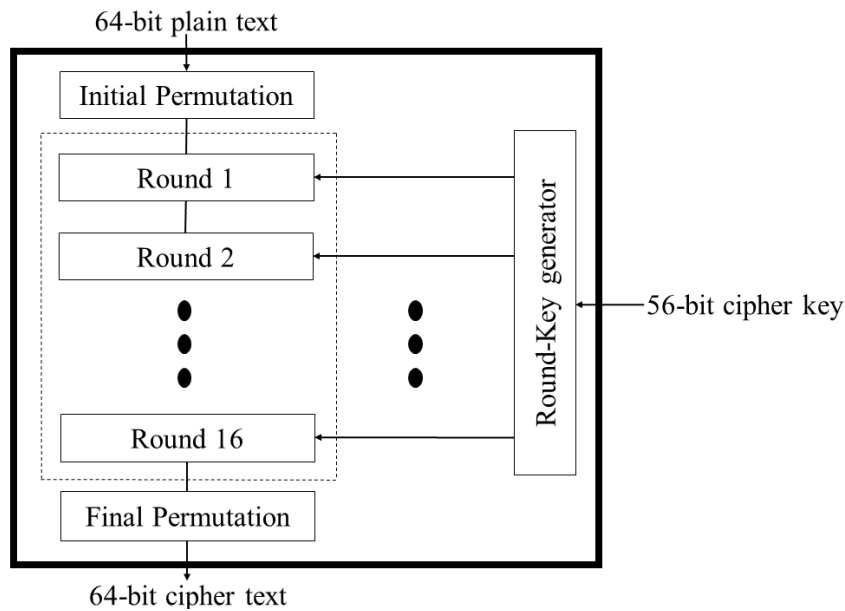 64-bit plain text
Initial Permutation
Round 1
Round 2
Round-Key generator
56-bit cipher key
Round 16
Final Permutation
64-bit cipher text